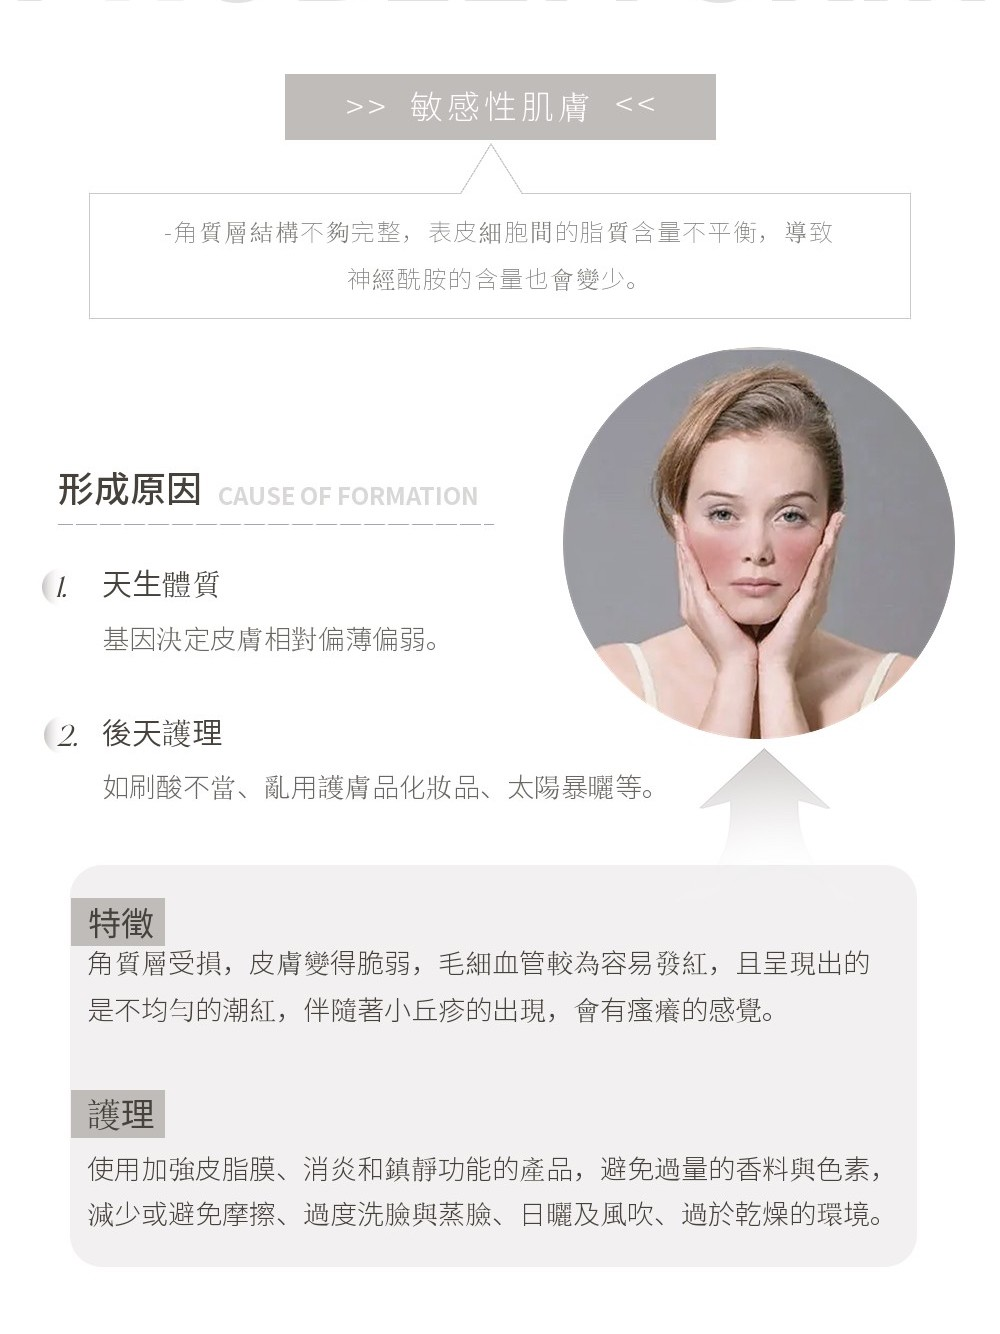 >> 敏感性肌膚 <<
-角質層結構不夠完整，表皮細胞間的脂質含量不平衡，導致
神經酰胺的含量也會變少。
形成原因 CAUSE OF FORMATION
1. 天生體質
基因決定皮膚相對偏薄偏弱。
2. 後天護理
如刷酸不當、亂用護膚品化妝品、太陽暴曬等。
特徵
角質層受損，皮膚變得脆弱，毛細血管較為容易發紅，且呈現出的
是不均勻的潮紅，伴隨著小丘疹的出現，會有瘙癢的感覺。
護理
使用加強皮脂膜、消炎和鎮靜功能的產品，避免過量的香料與色素，
減少或避免摩擦、過度洗臉與蒸臉、日曬及風吹、過於乾燥的環境。